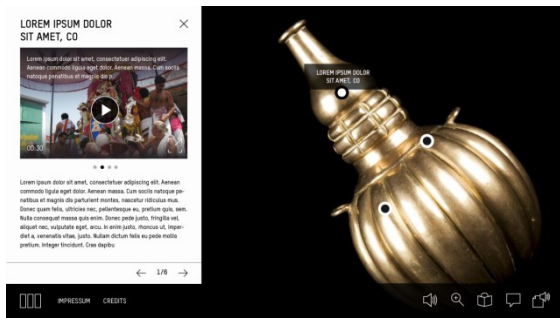 LOREM IPSUM DOLOR
SIT AMET, CO
Lorem ipsum dolor sit amet, consectetuer adipiscing elit.
Aenean commodo ligula eget dolor. Aenean massa. Cum sociis
natoque penatibus et magnis dis p.
00:30
Lorem ipsum dolor sit amet, consectetuer adipiscing elit. Aenean
commodo ligula eget dolor. Aenean massa. Cum sociis natoque pe-
natibus et magnis dis parturient montes, nascetur ridiculus mus.
Donec quam felis, ultricies nec, pellentesque eu, pretium quis, sem.
Nulla consequat massa quis enim. Donec pede justo, fringilla vel,
aliquet nec, vulputate eget, arcu. In enim justo, rhoncus ut, imper-
diet a, venenatis vitae, justo. Nullam dictum felis eu pede mollis
pretium. Integer tincidunt. Cras dapibu
1/6
LOREM IPSUM DOLOR
SIT AMET, CO
IMPRESSUM
CREDITS